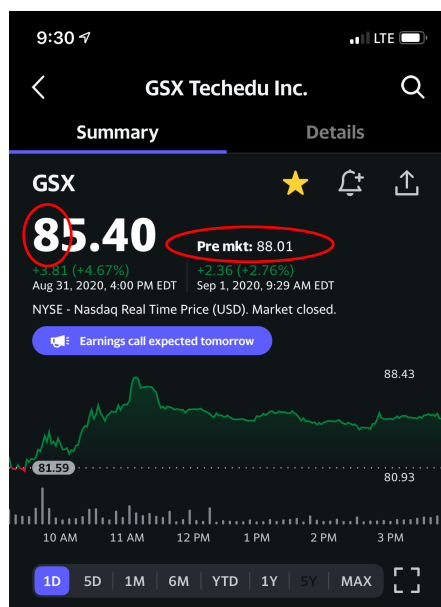 9:30 LTE
GSX Techedu Inc.
Summary Details
GSX
85.40 Pre mkt: 88.01
+3.81 (+4.67%) +2.36 (+2.76%)
Aug 31, 2020, 4:00 PM EDT Sep 1, 2020, 9:29 AM EDT
NYSE - Nasdaq Real Time Price (USD). Market closed.
Earnings call expected tomorrow
88.43
81.59
80.93
10 AM 11 AM 12 PM 1 PM 2 PM 3 PM
1D 5D 1M 6M YTD 1Y 5Y MAX